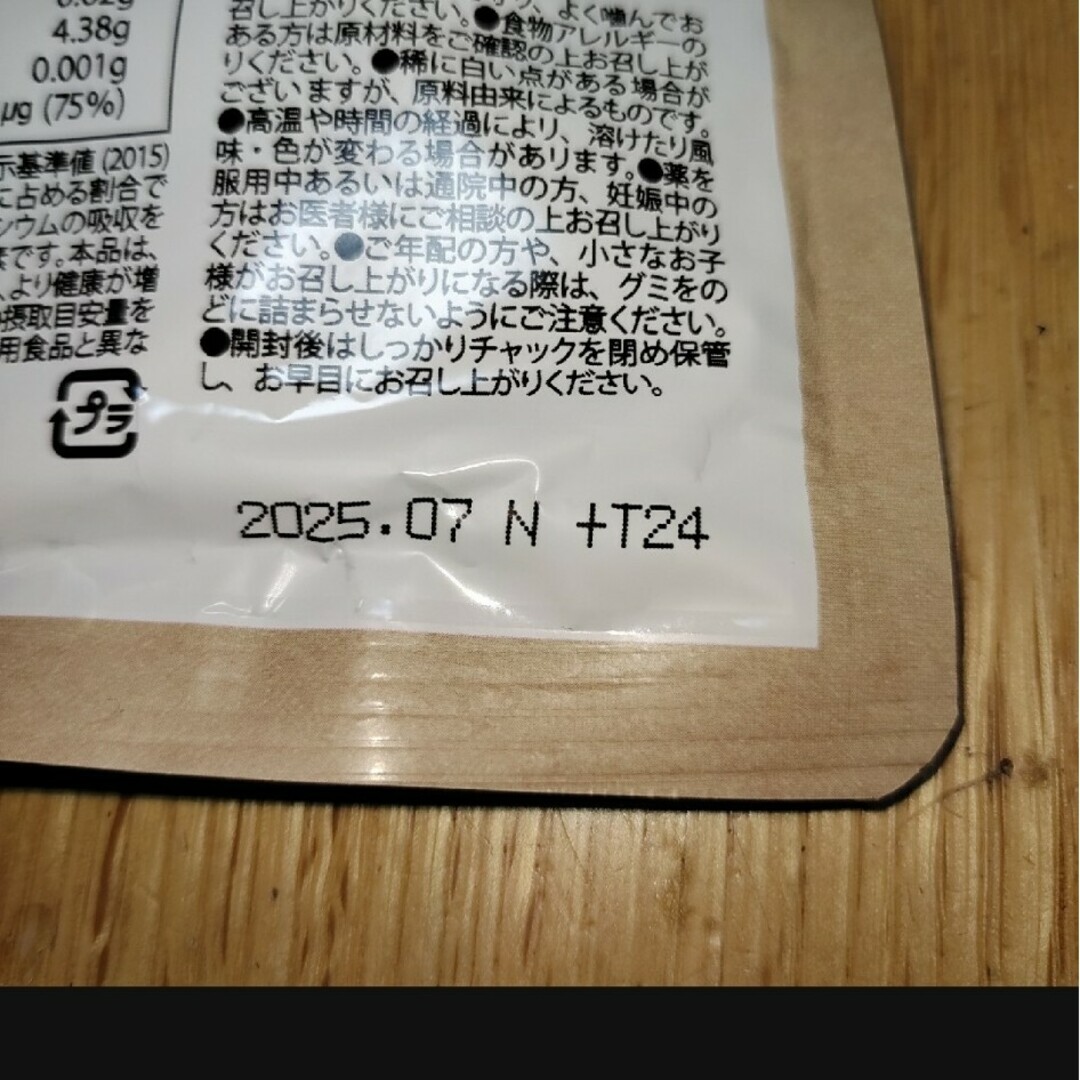 4.38g
0.001g
μg (75%)
示基準値 (2015)
に占める割合で
シウムの吸収を
です。本品は、
、より健康が増
摂取目安量を
用食品と異な
プラ
召し上がりください。●食物アレルギーの
ある方は原材料をご確認の上お召し上が
りください。●稀に白い点がある場合が
ございますが、原料由来によるものです。
●高温や時間の経過により、溶けたり風
味・色が変わる場合があります。●薬を
服用中あるいは通院中の方、妊娠中の
方はお医者様にご相談の上お召し上がり
ください。●ご年配の方や、小さなお子
様がお召し上がりになる際は、グミをの
どに詰まらせないようにご注意ください。
●開封後はしっかりチャックを閉め保管
し、お早目にお召し上がりください。
2025.07 N +T24